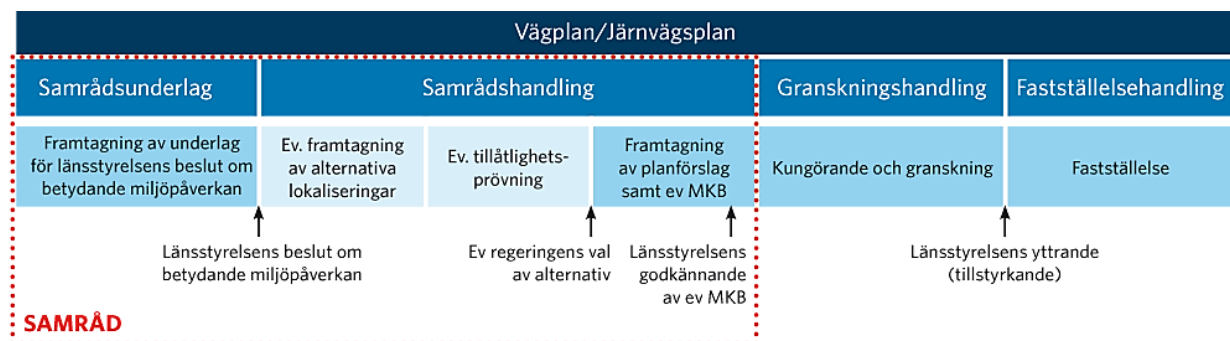 Vägplan/Järnvägsplan
Samrådsunderlag
Samrådshandling
Granskningshandling
Fastställelsehandling
Framtagning av underlag
för länsstyrelsens beslut om
betydande miljöpåverkan
Ev. framtagning
av alternativa
lokaliseringar
Ev. tillåtlighets-
prövning
Framtagning
av planförslag
samt ev MKB
Kungörande och granskning
Fastställelse
Länsstyrelsens beslut om
betydande miljöpåverkan
Ev regeringens val
av alternativ
Länsstyrelsens
godkännande
av ev MKB
Länsstyrelsens yttrande
(tillstyrkande)
SAMRÅD